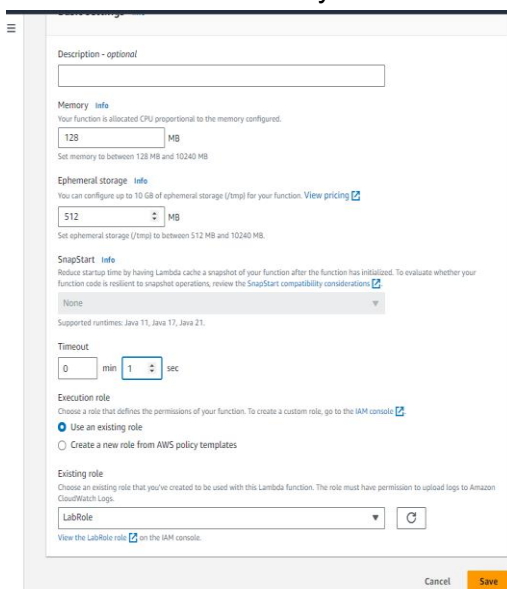 Description - optional
Memory Info
Your function is allocated CPU proportional to the memory configured.
128 MB
Set memory to between 128 MB and 10240 MB
Ephemeral storage Info
You can configure up to 10 GB of ephemeral storage (/tmp) for your function. View pricing
512 MB
Set ephemeral storage (/tmp) to between 512 MB and 10240 MB.
SnapStart Info
Reduce startup time by having Lambda cache a snapshot of your function after the function has initialized. To evaluate whether your
function code is resilient to snapshot operations, review the SnapStart compatibility considerations.
None
Supported runtimes: Java 11, Java 17, Java 21.
Timeout
0 min 1 sec
Execution role
Choose a role that defines the permissions of your function. To create a custom role, go to the IAM console.
Use an existing role
Create a new role from AWS policy templates
Existing role
Choose an existing role that you've created to be used with this Lambda function. The role must have permission to upload logs to Amazon
CloudWatch Logs.
LabRole
View the LabRole role on the IAM console.
Cancel Save